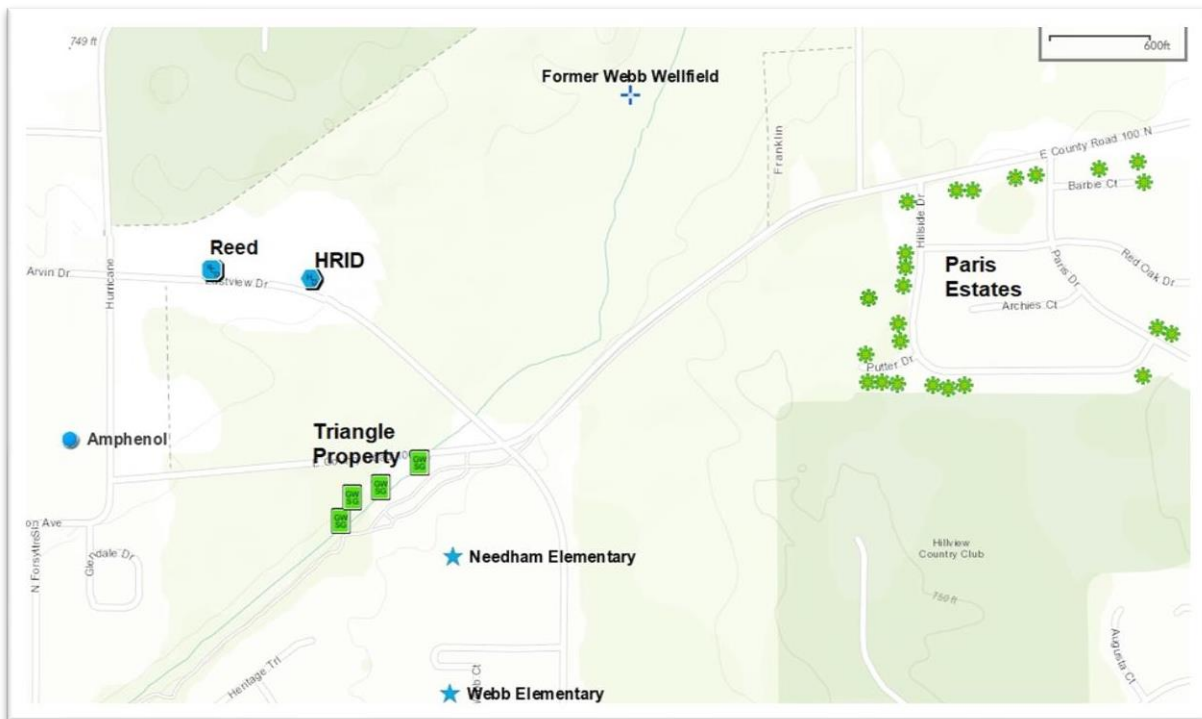 749 ft
600ft
Former Webb Wellfield
Franklin
E County Road 100 N
Barbie Ct
Hillside Dr
Reed
HRID
Arvin Dr
Eastview Dr
Hurricane
Paris
Estates
Paris Dr
Red Oak Dr
Archies Ct
Putter Dr
Amphenol
Triangle
Property
GW
SG
GW
SG
GW
SG
GW
SG
on Ave
N Forsythe St
Glendale Dr
Needham Elementary
Hillview
Country Club
750 ft
Heritage Trl
Webb Elementary
Augusta Ct